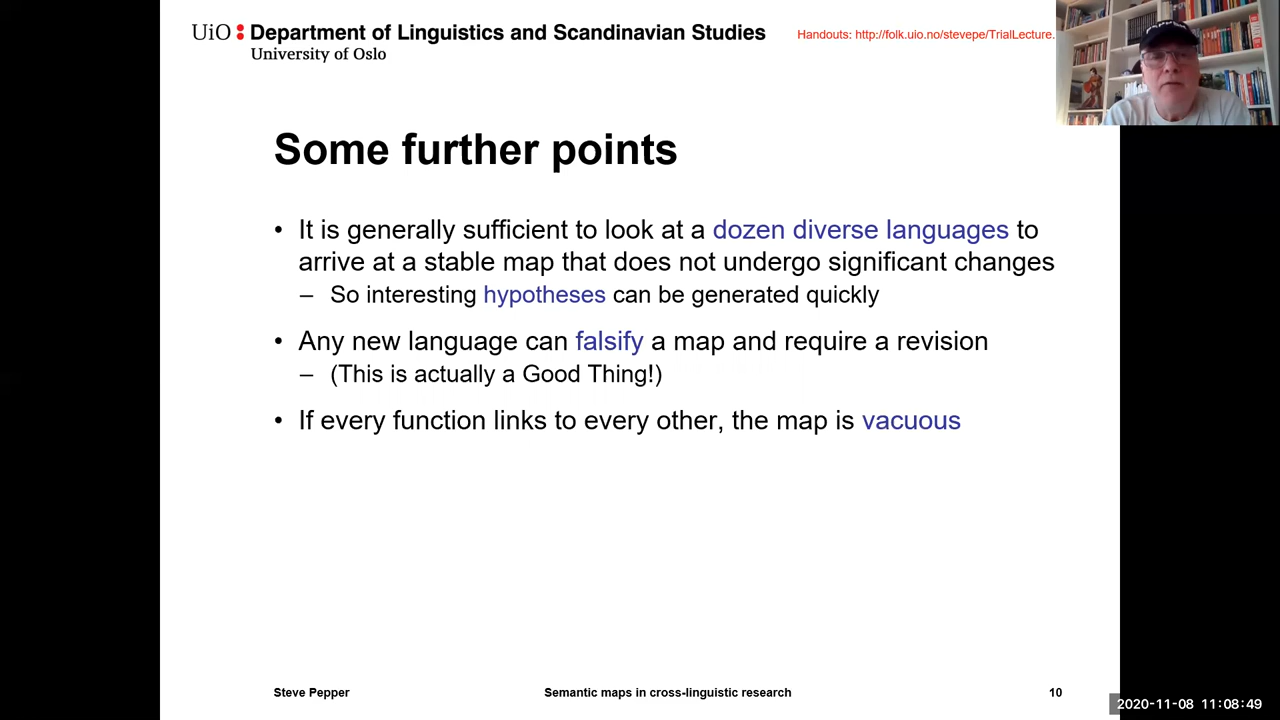 UiO : Department of Linguistics and Scandinavian Studies
University of Oslo
Handouts: http://folk.uio.no/stevepe/TrialLecture.
Some further points
• It is generally sufficient to look at a dozen diverse languages to
arrive at a stable map that does not undergo significant changes
– So interesting hypotheses can be generated quickly
• Any new language can falsify a map and require a revision
– (This is actually a Good Thing!)
• If every function links to every other, the map is vacuous
Steve Pepper
Semantic maps in cross-linguistic research
10
2020-11-08 11:08:49